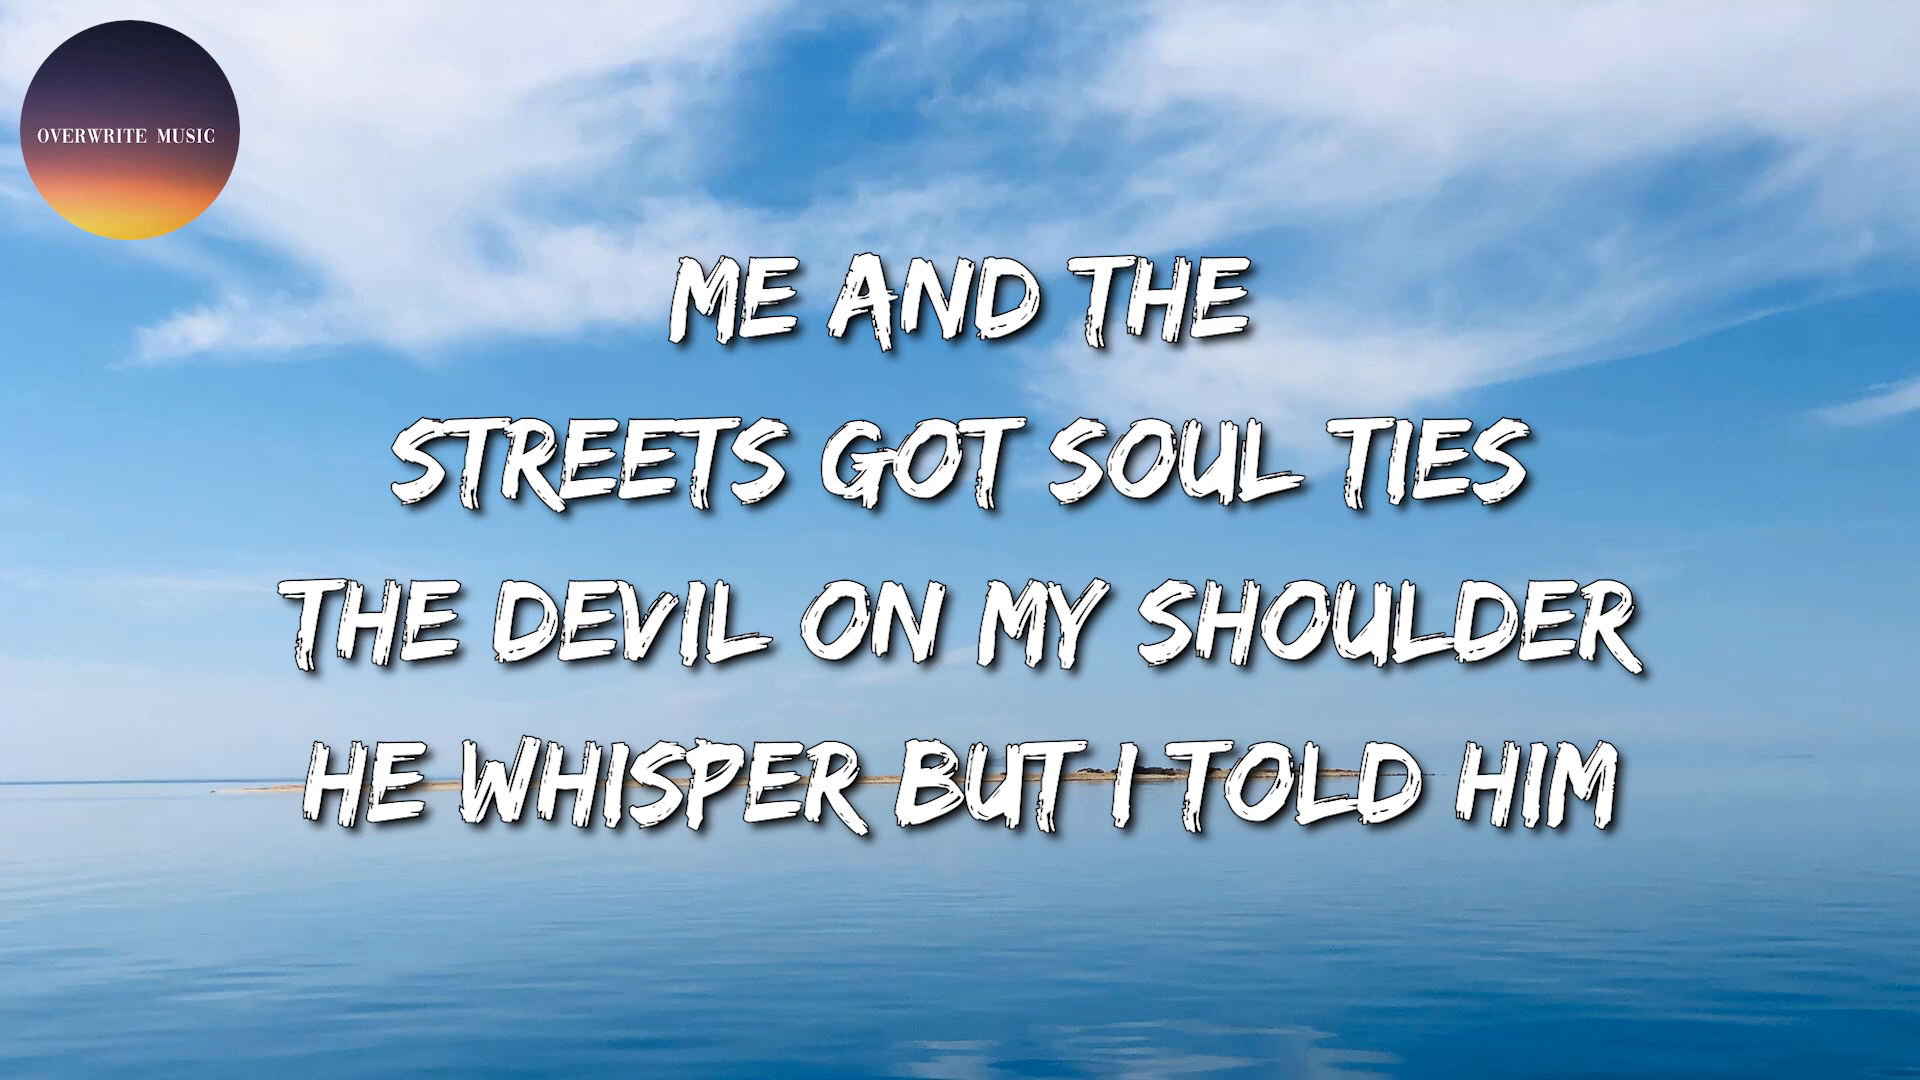 OVERWRITE MUSIC
ME AND THE
STREETS GOT SOUL TIES
THE DEVIL ON MY SHOULDER
HE WHISPER BUT I TOLD HIM